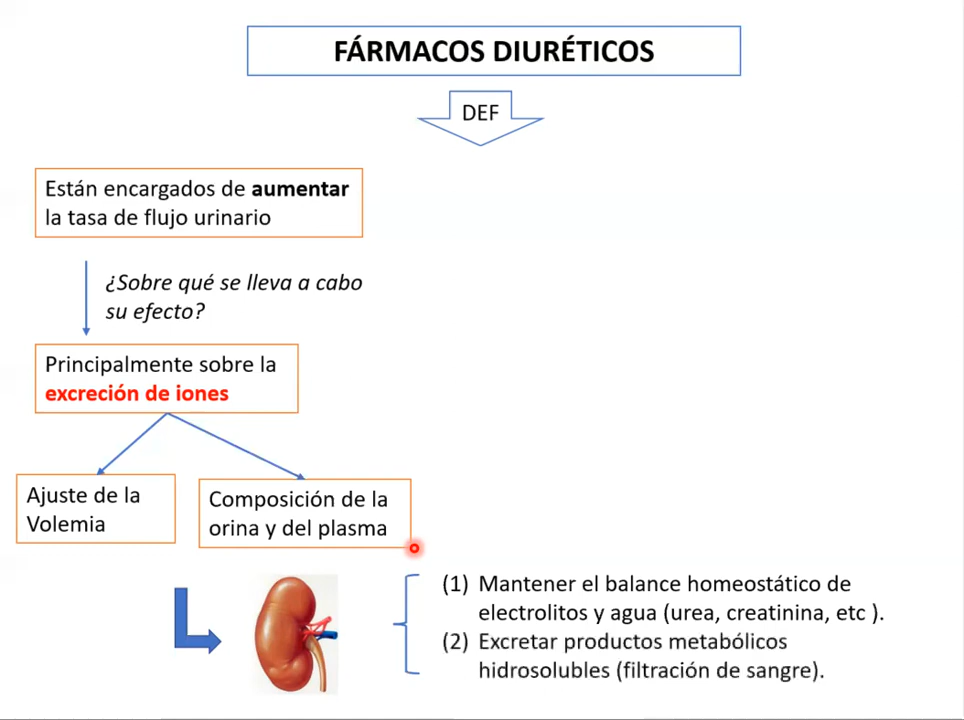 FÁRMACOS DIURÉTICOS
DEF
Están encargados de aumentar
la tasa de flujo urinario
¿Sobre qué se lleva a cabo
su efecto?
Principalmente sobre la
excreción de iones
Ajuste de la
Volemia
Composición de la
orina y del plasma
(1) Mantener el balance homeostático de
electrolitos y agua (urea, creatinina, etc ).
(2) Excretar productos metabólicos
hidrosolubles (filtración de sangre).